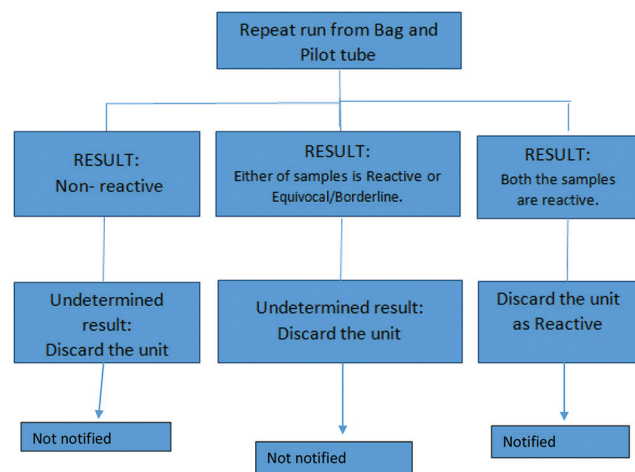 Repeat run from Bag and
Pilot tube
RESULT:
Non- reactive
RESULT:
Either of samples is Reactive or
Equivocal/Borderline.
RESULT:
Both the samples
are reactive.
Undetermined
result:
Discard the unit
Undetermined result:
Discard the unit
Discard the unit
as Reactive
Not notified
Not notified
Notified